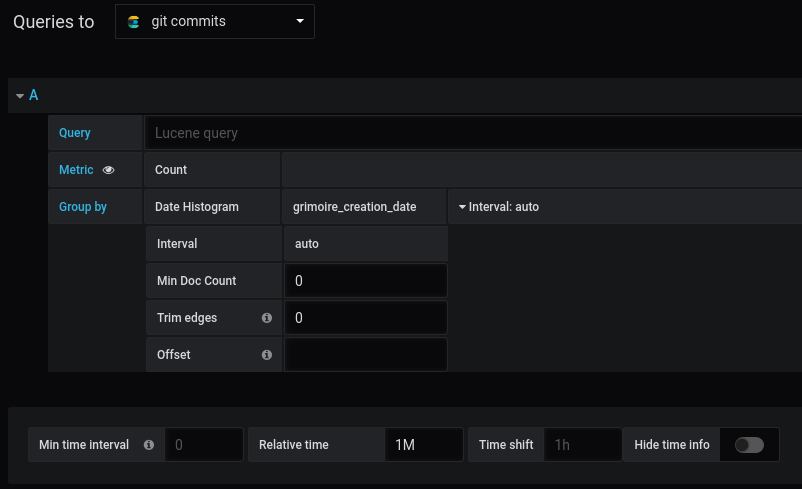 Queries to git commits
A
Query Lucene query
Metric Count
Group by Date Histogram grimoire_creation_date Interval: auto
Interval auto
Min Doc Count 0
Trim edges 0
Offset
Min time interval 0 Relative time 1M Time shift 1h Hide time info